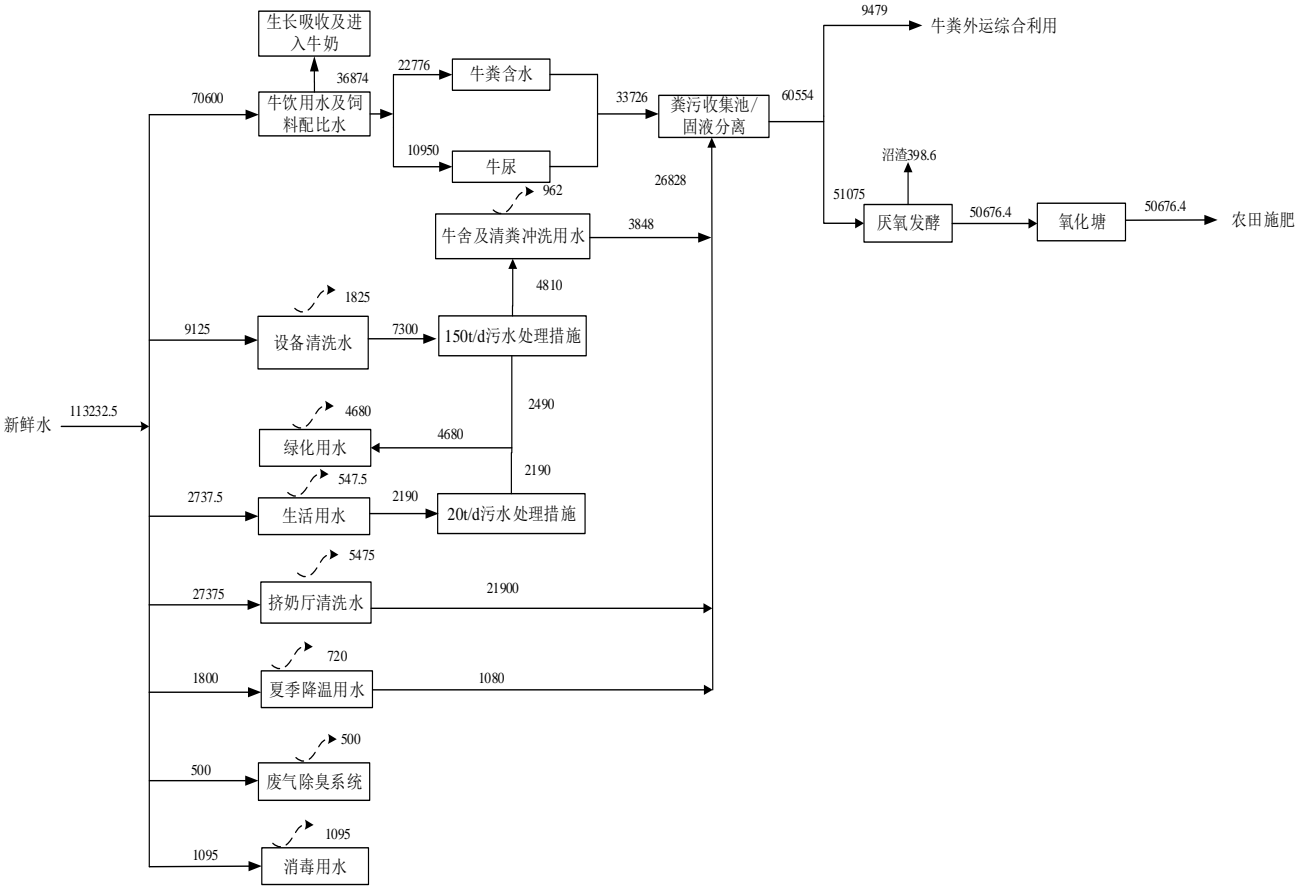 9479
牛粪外运综合利用
生长吸收及进
入牛奶
36874
22776
牛粪含水
70600
牛饮用水及饲
料配比水
33726
粪污收集池/
固液分离
60554
10950
牛尿
沼渣398.6
26828
962
51075
厌氧发酵
50676.4
氧化塘
50676.4
农田施肥
牛舍及清粪冲洗用水
3848
4810
1825
9125
设备清洗水
7300
150t/d污水处理措施
新鲜水
113232.5
4680
2490
绿化用水
4680
2190
547.5
2737.5
生活用水
2190
20t/d污水处理措施
5475
27375
挤奶厅清洗水
21900
720
1800
夏季降温用水
1080
500
500
废气除臭系统
1095
1095
消毒用水